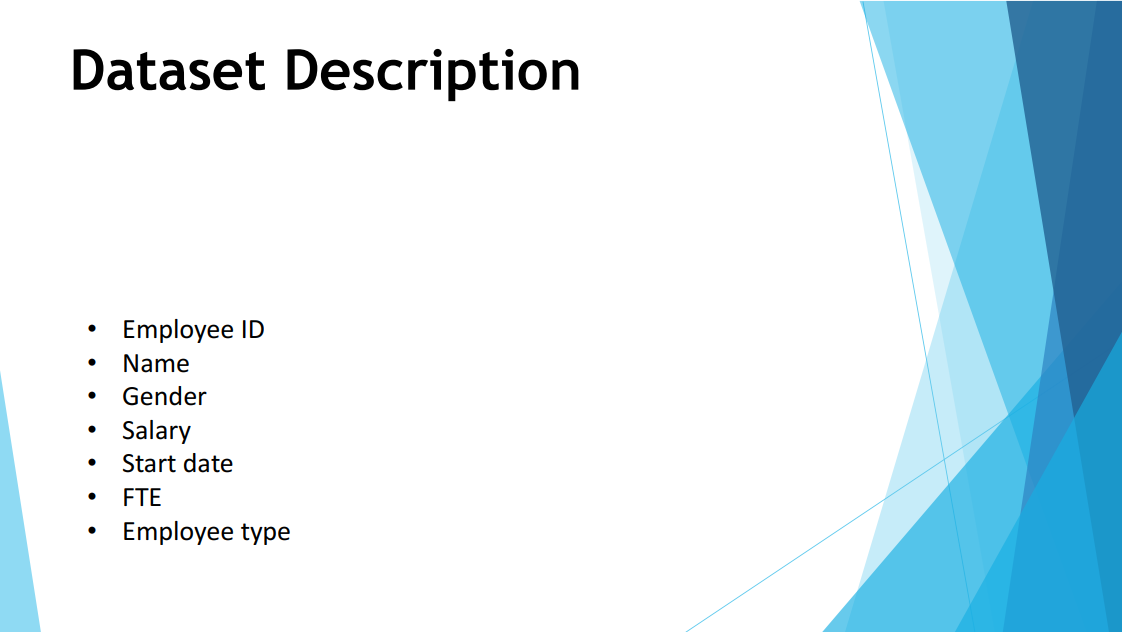 Dataset Description
• Employee ID
• Name
• Gender
• Salary
• Start date
• FTE
• Employee type